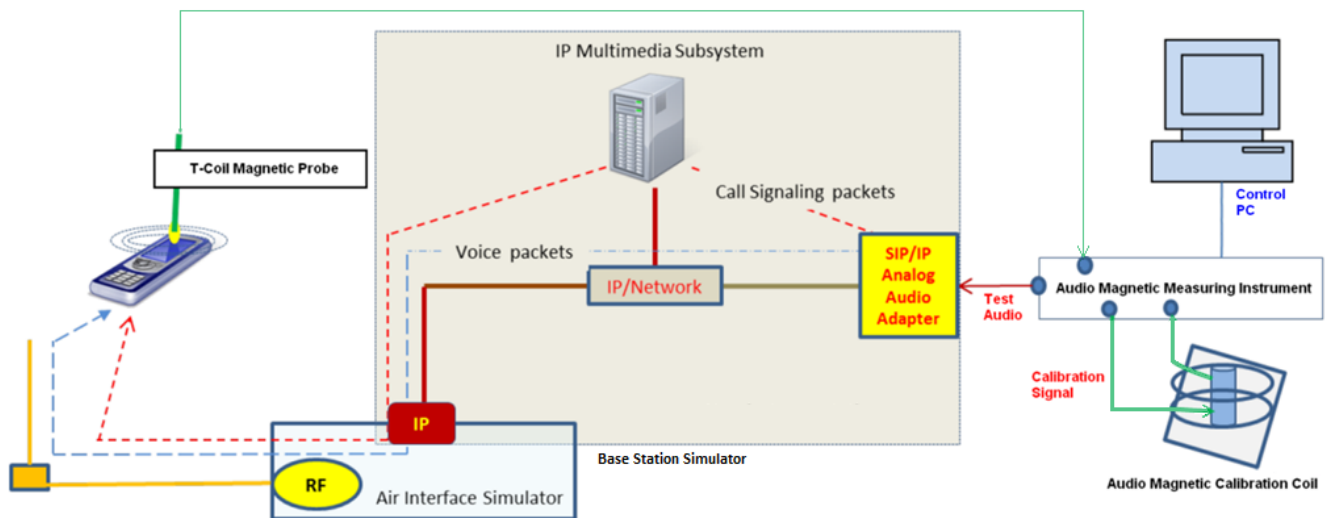 IP Multimedia Subsystem
T-Coil Magnetic Probe
Call Signaling packets
Control
PC
Voice packets
SIP/IP
Analog
Audio
Adapter
IP/Network
Test
Audio
Audio Magnetic Measuring Instrument
Calibration
Signal
IP
Base Station Simulator
RF
Air Interface Simulator
Audio Magnetic Calibration Coil